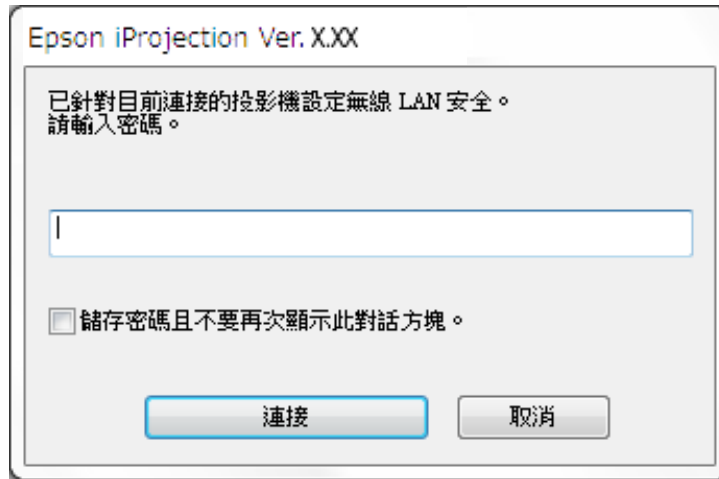 Epson iProjection Ver. X.XX
已針對目前連接的投影機設定無線 LAN 安全。
請輸入密碼。
儲存密碼且不要再次顯示此對話方塊。
連接
取消